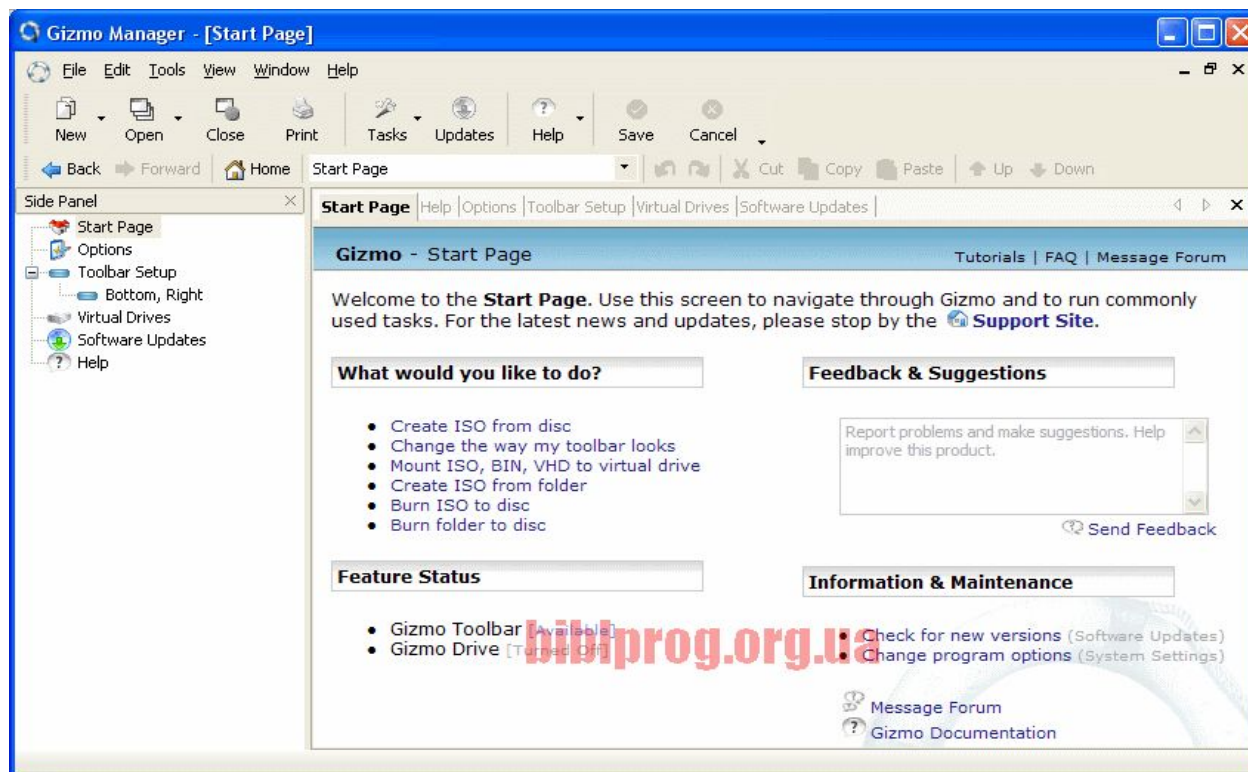 Gizmo Manager - [Start Page]
File Edit Tools View Window Help
New Open Close Print Tasks Updates Help Save Cancel
Back Forward Home Start Page Cut Copy Paste Up Down
Side Panel
Start Page
Options
Toolbar Setup
Bottom, Right
Virtual Drives
Software Updates
Help
Start Page Help Options Toolbar Setup Virtual Drives Software Updates
Gizmo - Start Page
Tutorials | FAQ | Message Forum
Welcome to the Start Page. Use this screen to navigate through Gizmo and to run commonly
used tasks. For the latest news and updates, please stop by the Support Site.
What would you like to do?
Create ISO from disc
Change the way my toolbar looks
Mount ISO, BIN, VHD to virtual drive
Create ISO from folder
Burn ISO to disc
Burn folder to disc
Feedback & Suggestions
Report problems and make suggestions. Help
improve this product.
Send Feedback
Feature Status
Gizmo Toolbar [Available]
Gizmo Drive [Turned Off]
bibiprog.org.ua
Information & Maintenance
Check for new versions (Software Updates)
Change program options (System Settings)
Message Forum
Gizmo Documentation